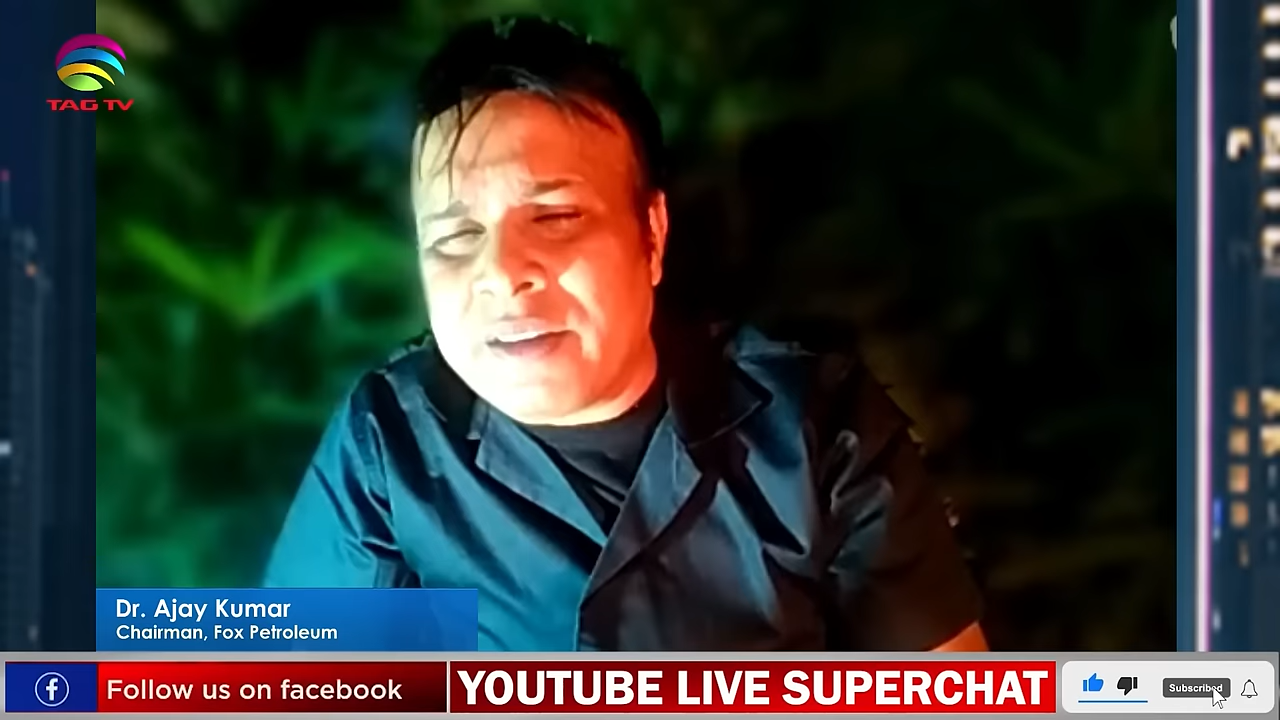 TAG TV
Dr. Ajay Kumar
Chairman, Fox Petroleum
Follow us on facebook
YOUTUBE LIVE SUPERCHAT
Subscribed